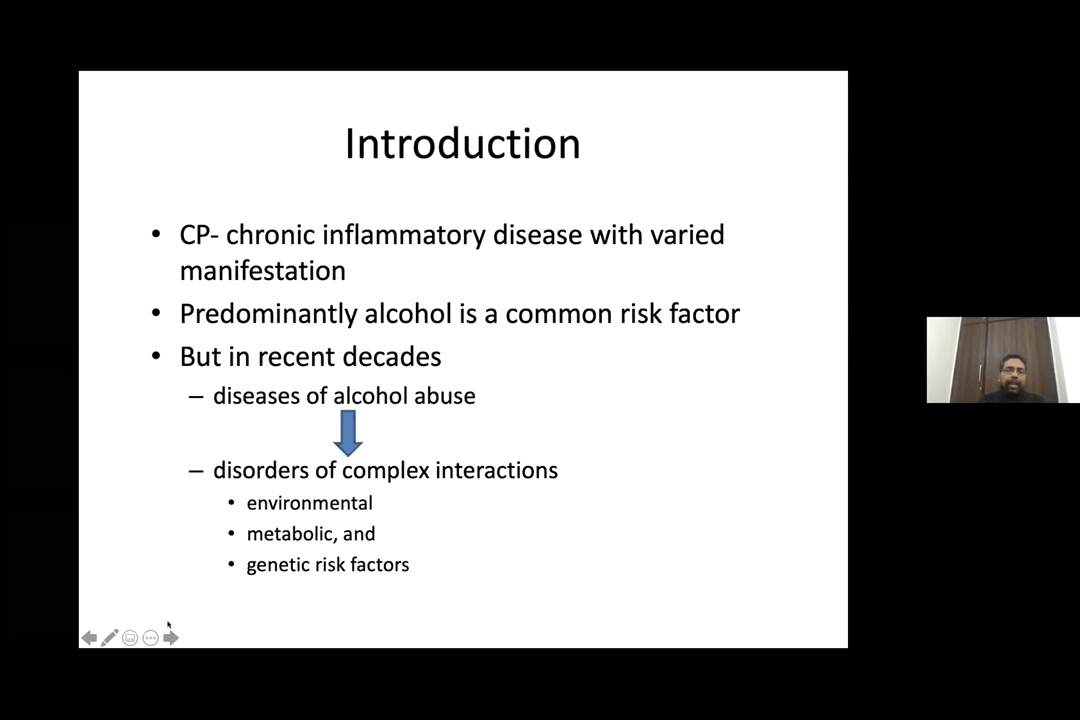 Introduction
• CP- chronic inflammatory disease with varied
manifestation
• Predominantly alcohol is a common risk factor
• But in recent decades
– diseases of alcohol abuse
– disorders of complex interactions
• environmental
• metabolic, and
• genetic risk factors